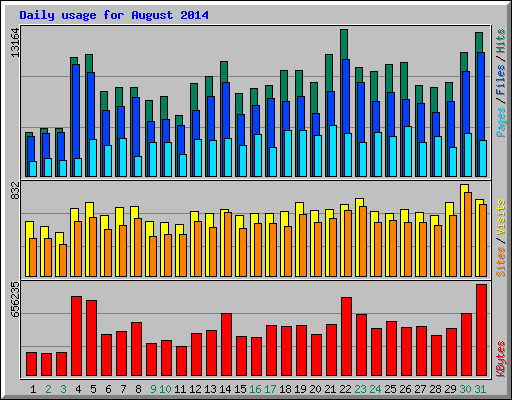 Daily usage for August 2014
13164
Pages / Files / Hits
832
Sites / Visits
656235
KBytes
1 2 3 4 5 6 7 8 9 10 11 12 13 14 15 16 17 18 19 20 21 22 23 24 25 26 27 28 29 30 31